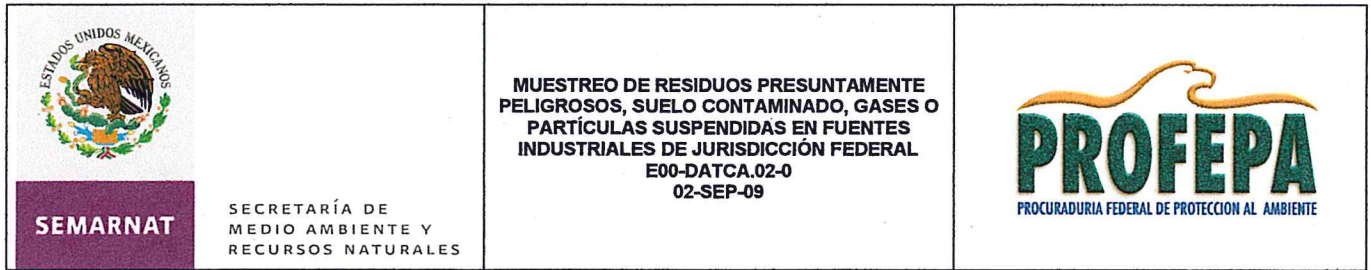 ESTADOS UNIDOS MEXICANOS
SEMARNAT
SECRETARÍA DE
MEDIO AMBIENTE Y
RECURSOS NATURALES
MUESTREO DE RESIDUOS PRESUNTAMENTE
PELIGROSOS, SUELO CONTAMINADO, GASES O
PARTÍCULAS SUSPENDIDAS EN FUENTES
INDUSTRIALES DE JURISDICCIÓN FEDERAL
E00-DATCA.02-0
02-SEP-09
PROFEPA
PROCURADURIA FEDERAL DE PROTECCION AL AMBIENTE